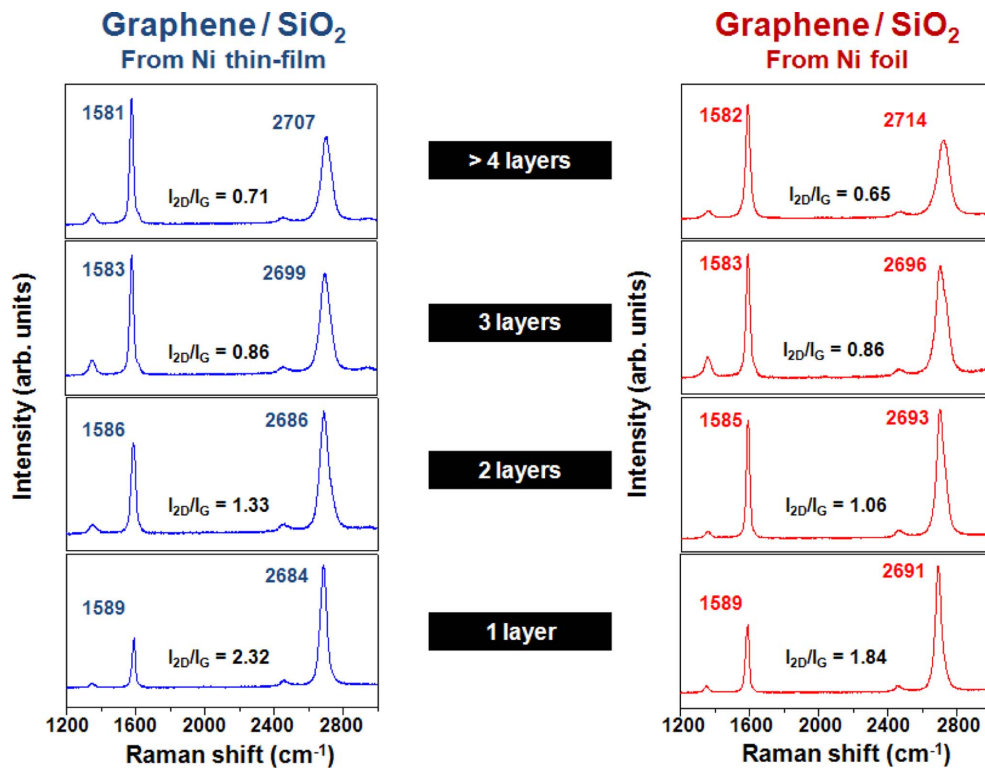 Graphene / SiO₂
From Ni thin-film
Graphene / SiO₂
From Ni foil
Intensity (arb. units)
1581
2707
I₂D/IG = 0.71
1583
2699
I₂D/IG = 0.86
1586
2686
I₂D/IG = 1.33
1589
2684
I₂D/IG = 2.32
1200 1600 2000 2400 2800
Raman shift (cm⁻¹)
> 4 layers
3 layers
2 layers
1 layer
Intensity (arb. units)
1582
2714
I₂D/IG = 0.65
1583
2696
I₂D/IG = 0.86
1585
2693
I₂D/IG = 1.06
1589
2691
I₂D/IG = 1.84
1200 1600 2000 2400 2800
Raman shift (cm⁻¹)